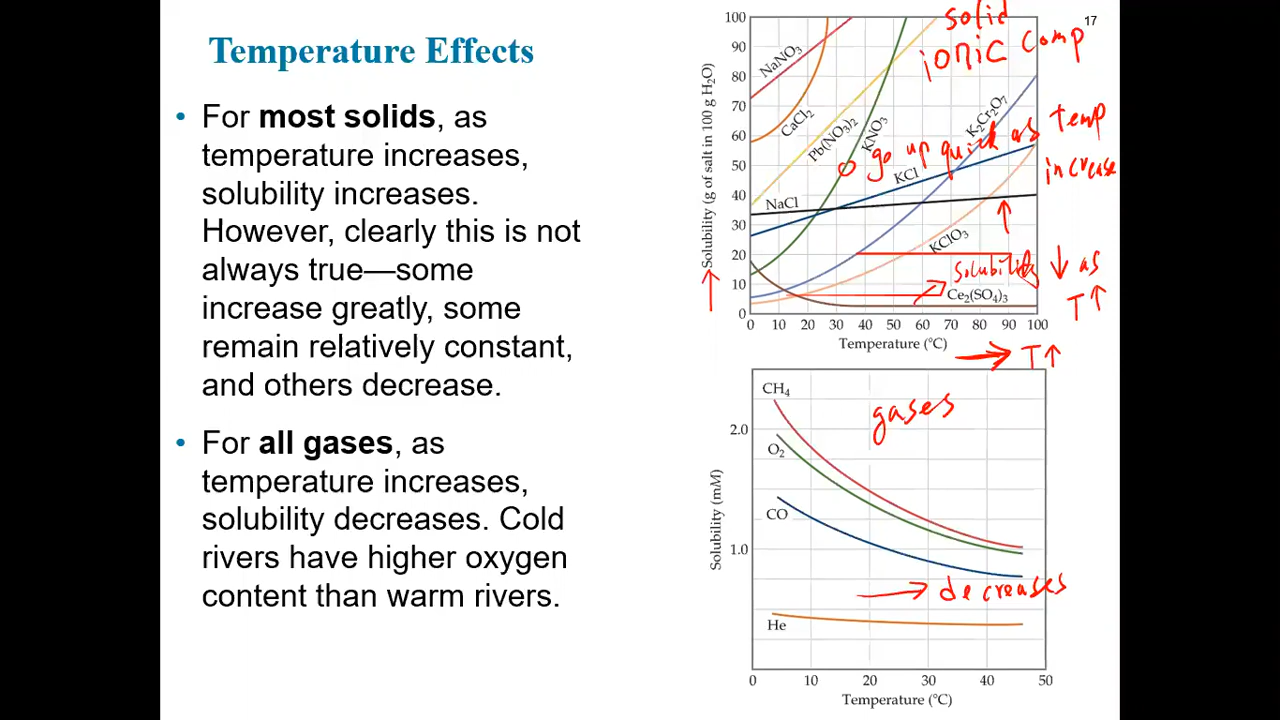 Temperature Effects
• For most solids, as
temperature increases,
solubility increases.
However, clearly this is not
always true—some
increase greatly, some
remain relatively constant,
and others decrease.
• For all gases, as
temperature increases,
solubility decreases. Cold
rivers have higher oxygen
content than warm rivers.
17
solid
ionic comp
go up quick as temp
increase
solubility ↓ as
T↑
Solubility (g of salt in 100 g H₂O)
100
90
80
70
60
50
40
30
20
10
0
NaNO₃
CaCl₂
Pb(NO₃)₂
KNO₃
K₂Cr₂O₇
KCl
NaCl
KClO₃
Ce₂(SO₄)₃
0 10 20 30 40 50 60 70 80 90 100
Temperature (°C)
→ T↑
gases
CH₄
2.0
O₂
Solubility (mM)
CO
1.0
→ decreases
He
0 10 20 30 40 50
Temperature (°C)